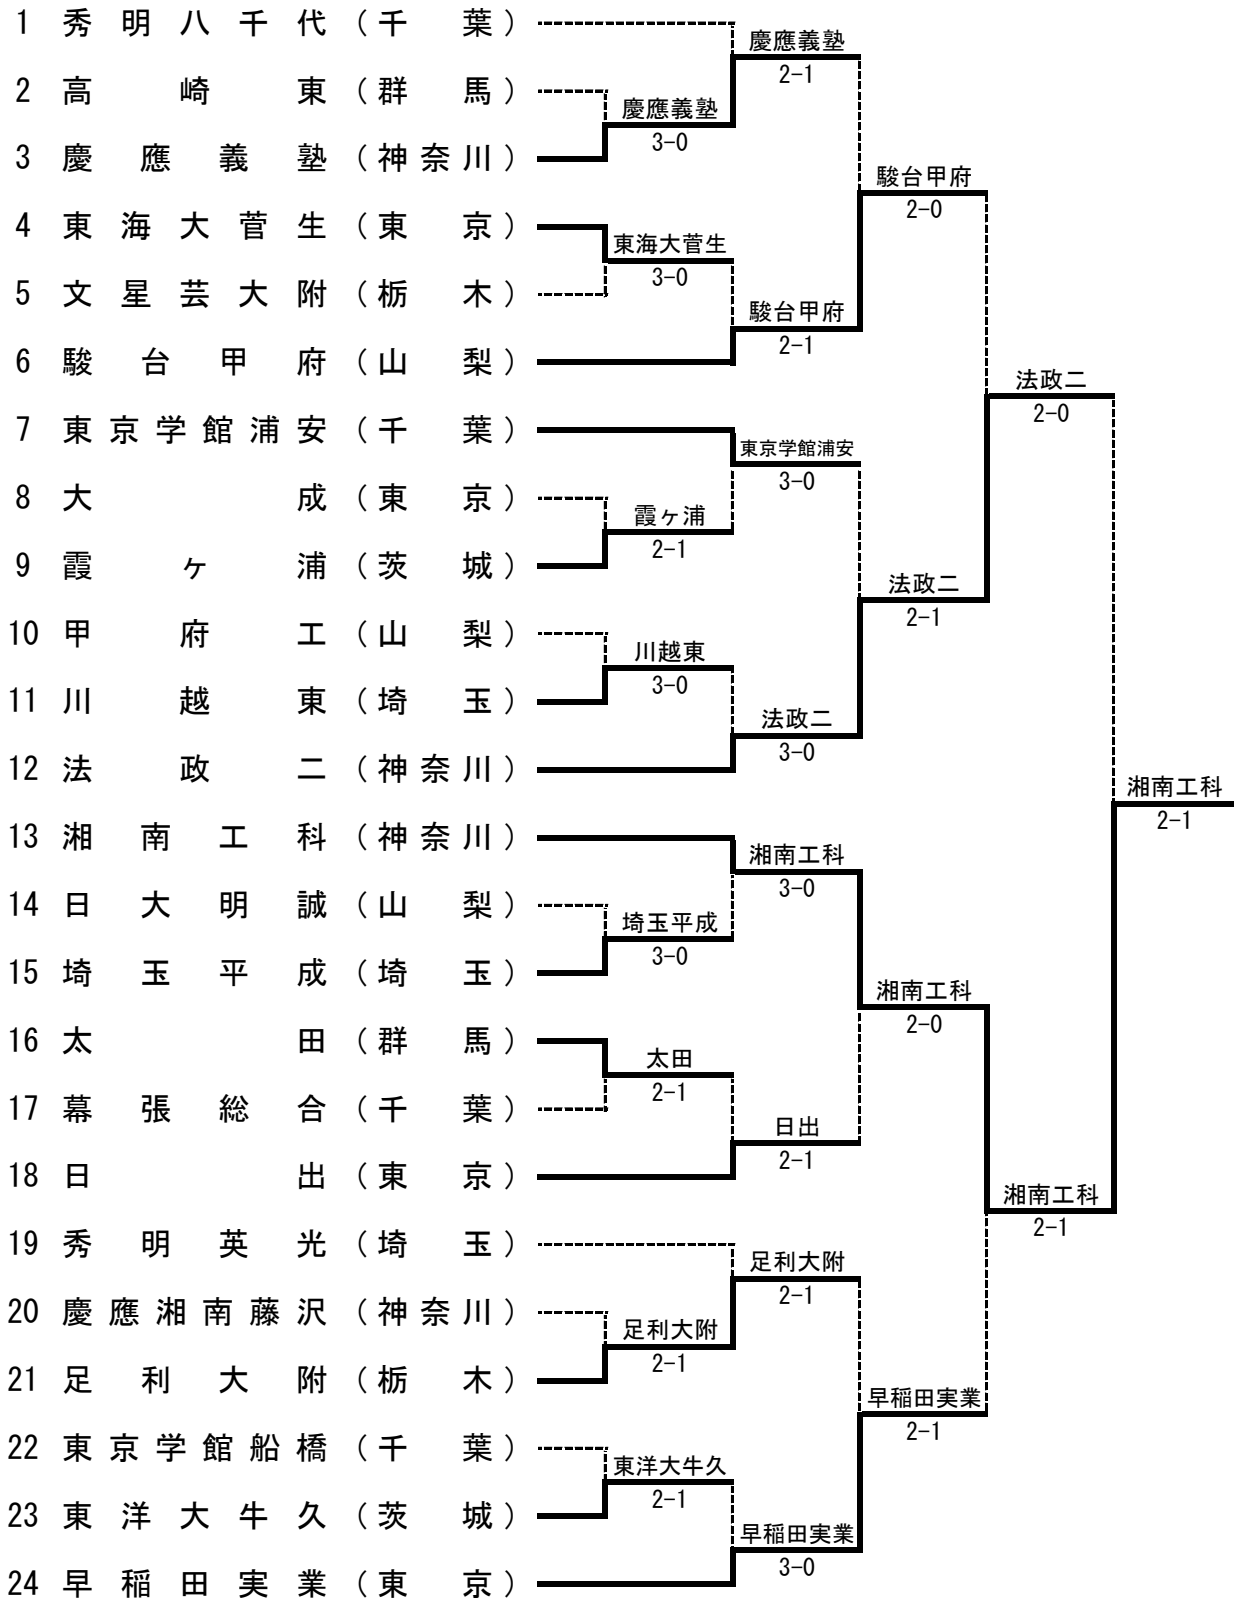 1 秀明八千代（千葉）
2 高崎東（群馬）
3 慶應義塾（神奈川）
4 東海大菅生（東京）
5 文星芸大附（栃木）
6 駿台甲府（山梨）
7 東京学館浦安（千葉）
8 大成（東京）
9 霞ヶ浦（茨城）
10 甲府工（山梨）
11 川越東（埼玉）
12 法政二（神奈川）
13 湘南工科（神奈川）
14 日大明誠（山梨）
15 埼玉平成（埼玉）
16 太田（群馬）
17 幕張総合（千葉）
18 日出（東京）
19 秀明英光（埼玉）
20 慶應湘南藤沢（神奈川）
21 足利大附（栃木）
22 東京学館船橋（千葉）
23 東洋大牛久（茨城）
24 早稲田実業（東京）
慶應義塾
3-0
東海大菅生
3-0
霞ヶ浦
2-1
川越東
3-0
埼玉平成
3-0
太田
2-1
足利大附
2-1
東洋大牛久
2-1
慶應義塾
2-1
駿台甲府
2-1
東京学館浦安
3-0
法政二
3-0
湘南工科
3-0
日出
2-1
足利大附
2-1
早稲田実業
3-0
駿台甲府
2-0
法政二
2-1
湘南工科
2-0
早稲田実業
2-1
法政二
2-0
湘南工科
2-1
湘南工科
2-1